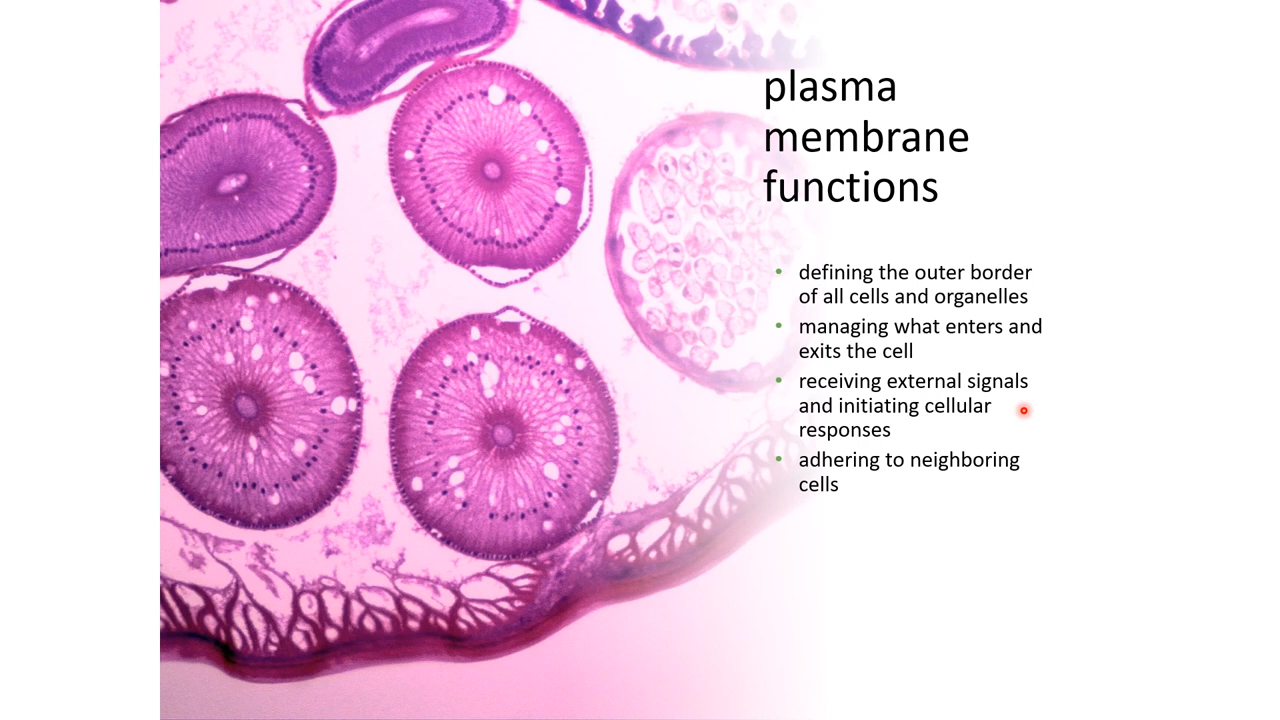 plasma
membrane
functions
• defining the outer border
of all cells and organelles
• managing what enters and
exits the cell
• receiving external signals
and initiating cellular
responses
• adhering to neighboring
cells